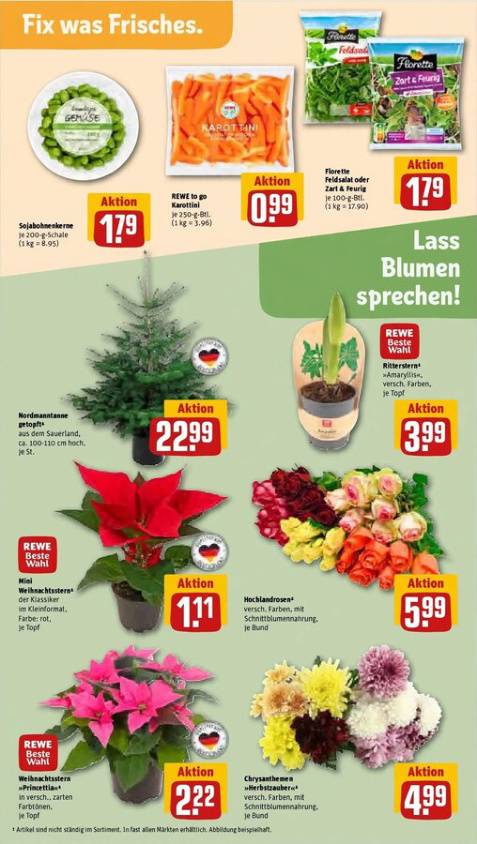 Fix was Frisches.
GEMÜSE
REWE
KAROTTINI
Florette
Feldsalat
Florette
Zart & Feurig
Sojabohnenkerne
je 200-g-Schale
(1 kg = 8.95)
Aktion
1.79
REWE to go
Karottini
je 250-g-Btl.
(1 kg = 3.96)
Aktion
0.99
Florette
Feldsalat oder
Zart & Feurig
je 100-g-Btl.
(1 kg = 17.90)
Aktion
1.79
Lass
Blumen
sprechen!
Nordmanntanne
getopft¹
aus dem Sauerland,
ca. 100-110 cm hoch,
je St.
Aktion
22.99
REWE
Beste
Wahl
Ritterstern¹
»Amaryllis«,
versch. Farben,
je Topf
Aktion
3.99
REWE
Beste
Wahl
Mini
Weihnachtsstern¹
der Klassiker
im Kleinformat,
Farbe: rot,
je Topf
Aktion
1.11
Hochlandrosen¹
versch. Farben, mit
Schnittblumennahrung,
je Bund
Aktion
5.99
REWE
Beste
Wahl
Weihnachtsstern
»Princettia«¹
in versch., zarten
Farbtönen,
je Topf
Aktion
2.22
Chrysanthemen
»Herbstzauber«¹
versch. Farben, mit
Schnittblumennahrung,
je Bund
Aktion
4.99
¹ Artikel sind nicht ständig im Sortiment. In fast allen Märkten erhältlich. Abbildung beispielhaft.